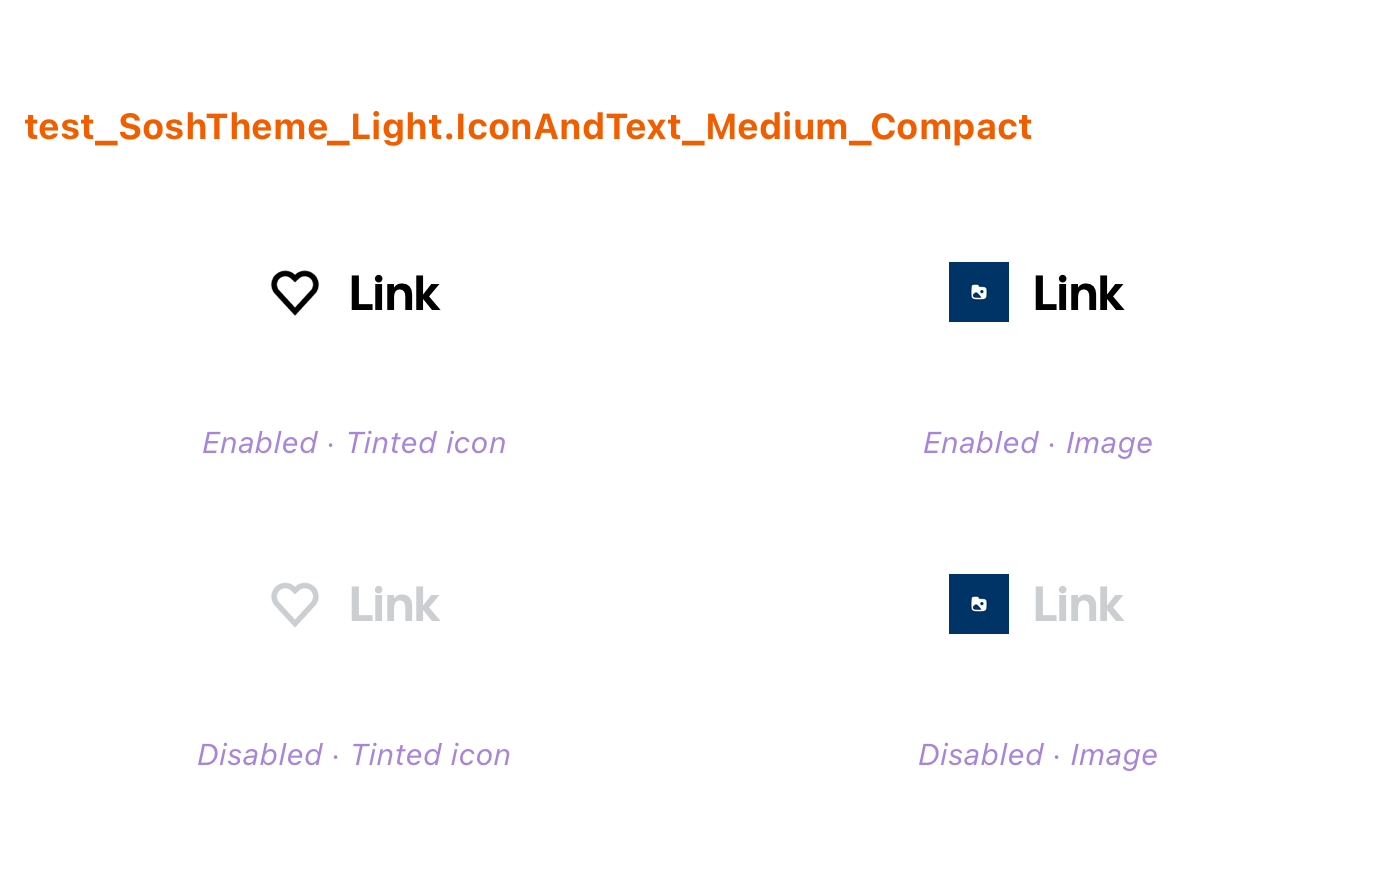 test_SoshTheme_Light.IconAndText_Medium_Compact
Link
Link
Enabled · Tinted icon
Enabled · Image
Link
Link
Disabled · Tinted icon
Disabled · Image